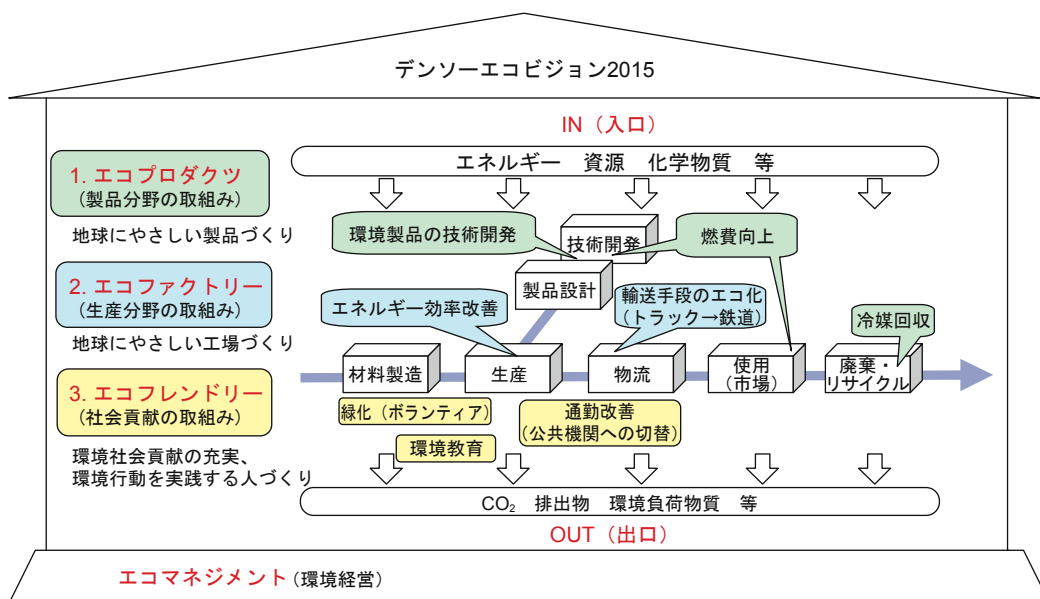 デンソーエコビジョン2015
IN（入口）
エネルギー　資源　化学物質　等
1. エコプロダクツ
（製品分野の取組み）
地球にやさしい製品づくり
2. エコファクトリー
（生産分野の取組み）
地球にやさしい工場づくり
3. エコフレンドリー
（社会貢献の取組み）
環境社会貢献の充実、
環境行動を実践する人づくり
環境製品の技術開発
技術開発
燃費向上
製品設計
エネルギー効率改善
輸送手段のエコ化
（トラック→鉄道）
冷媒回収
材料製造
生産
物流
使用
（市場）
廃棄・
リサイクル
緑化（ボランティア）
通勤改善
（公共機関への切替）
環境教育
CO₂　排出物　環境負荷物質　等
OUT（出口）
エコマネジメント（環境経営）